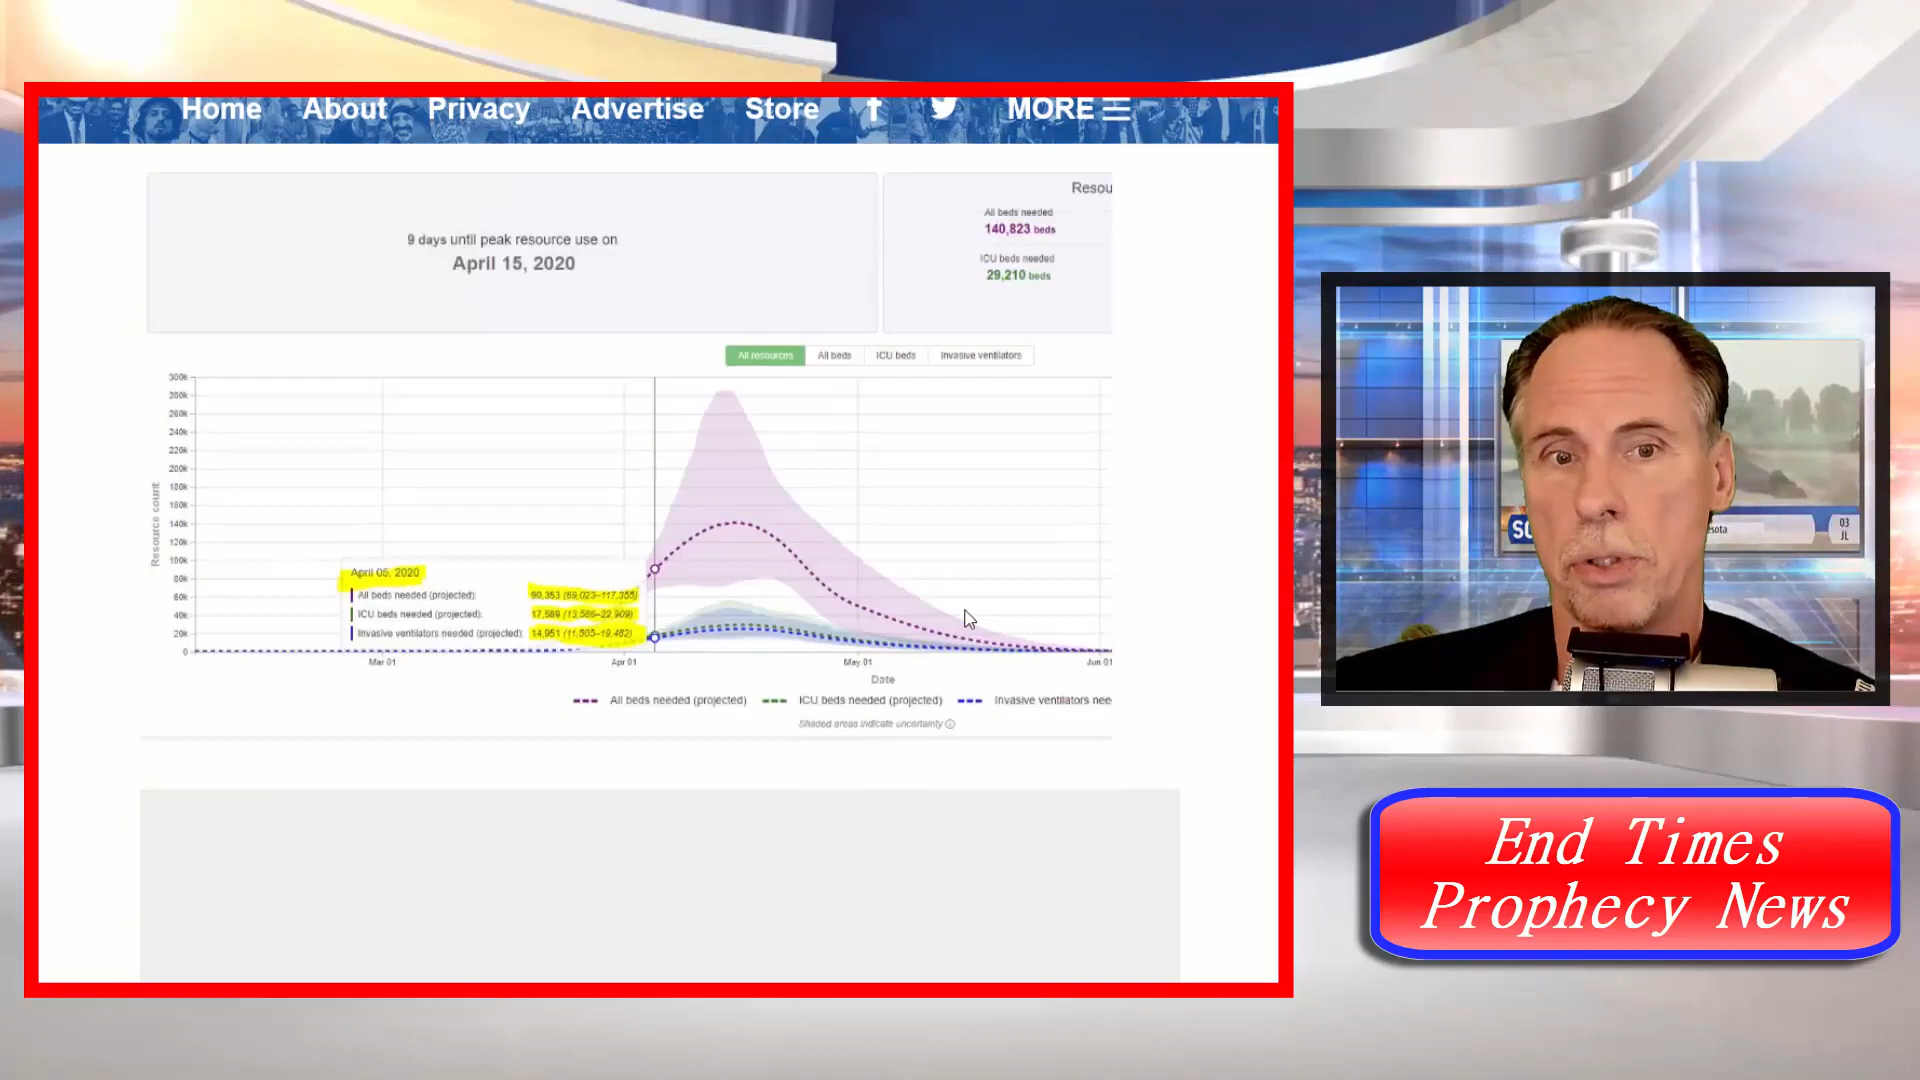 Home About Privacy Advertise Store MORE
9 days until peak resource use on
April 15, 2020
Resou
All beds needed
140,823 beds
ICU beds needed
29,210 beds
All resources All beds ICU beds Invasive ventilators
300k
280k
260k
240k
220k
200k
180k
160k
140k
120k
100k
80k
60k
40k
20k
0
Resource count
April 05, 2020
All beds needed (projected): 90,353 (69,023–117,355)
ICU beds needed (projected): 17,589 (13,586–22,909)
Invasive ventilators needed (projected): 14,951 (11,505–19,482)
Mar 01 Apr 01 May 01 Jun 01
Date
All beds needed (projected) ICU beds needed (projected) Invasive ventilators nee
Shaded areas indicate uncertainty
03
JL
esota
End Times
Prophecy News